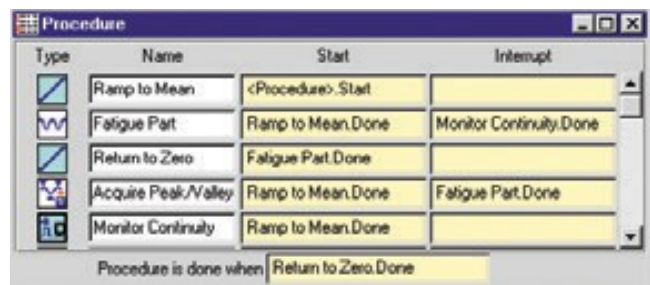 Procedure
Type Name Start Interrupt
Ramp to Mean <Procedure>.Start
Fatigue Part Ramp to Mean.Done Monitor Continuity.Done
Return to Zero Fatigue Part.Done
Acquire Peak/Valley Ramp to Mean.Done Fatigue Part.Done
Monitor Continuity Ramp to Mean.Done
Procedure is done when Return to Zero.Done